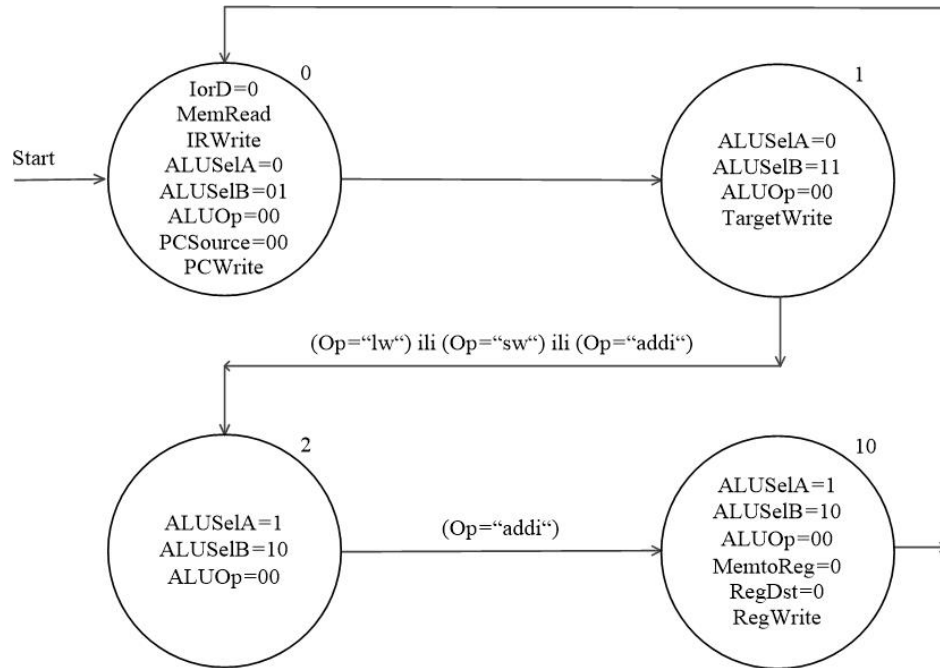 0
IorD=0
MemRead
IRWrite
ALUSelA=0
ALUSelB=01
ALUOp=00
PCSource=00
PCWrite
Start
1
ALUSelA=0
ALUSelB=11
ALUOp=00
TargetWrite
(Op=“lw“) ili (Op=“sw“) ili (Op=“addi“)
2
ALUSelA=1
ALUSelB=10
ALUOp=00
(Op=“addi“)
10
ALUSelA=1
ALUSelB=10
ALUOp=00
MemtoReg=0
RegDst=0
RegWrite